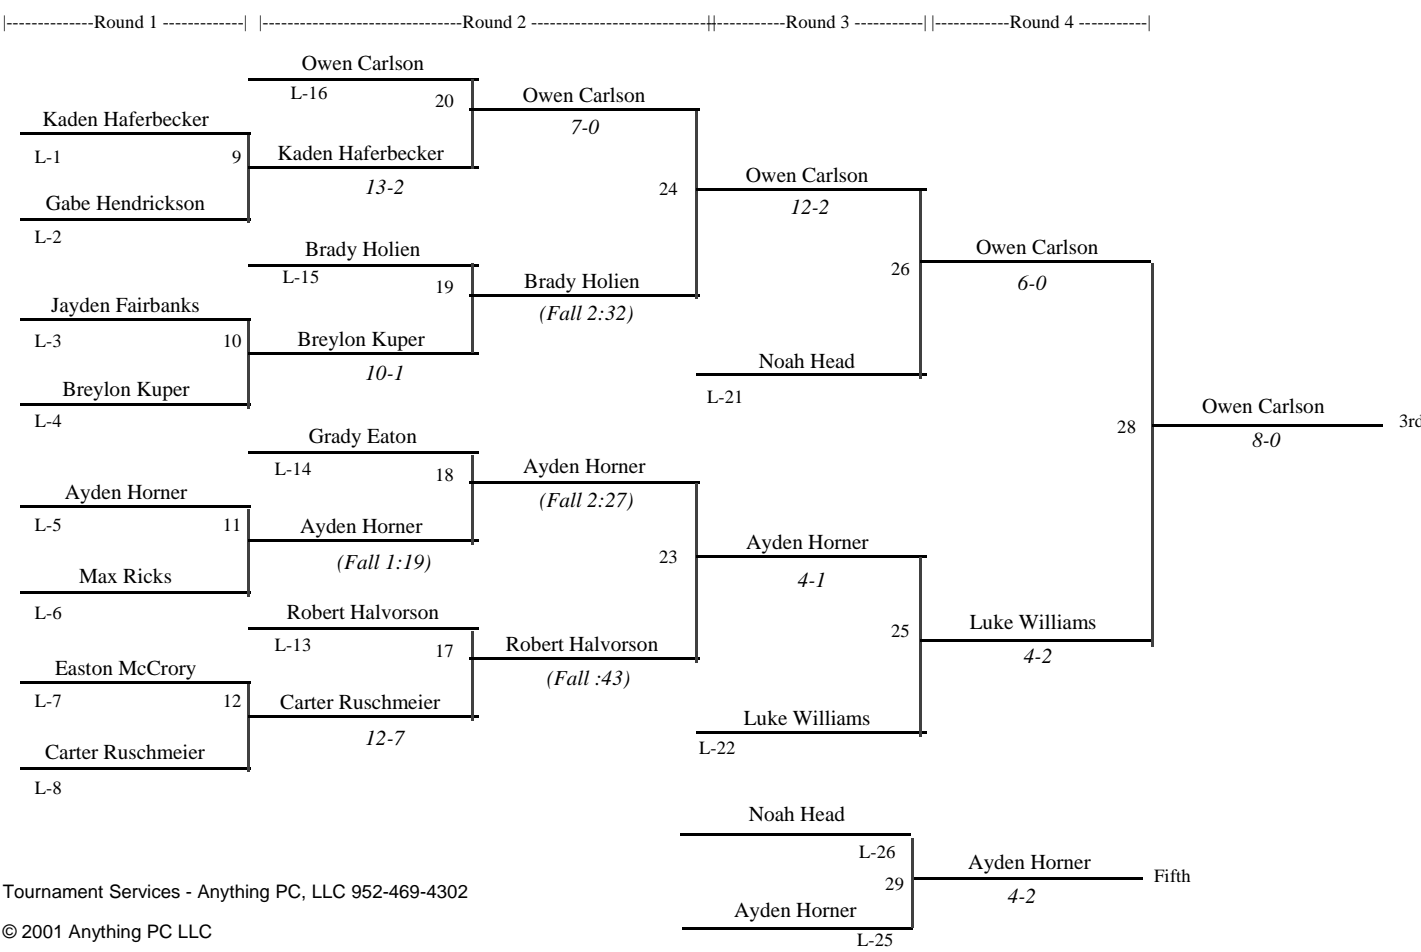 |--------------Round 1 -------------| |--------------------------------Round 2 ----------------------------||------------Round 3 -----------| |------------Round 4 -----------|
Owen Carlson
L-16
20
Owen Carlson
7-0
Kaden Haferbecker
L-1
9
Kaden Haferbecker
13-2
Gabe Hendrickson
L-2
24
Owen Carlson
12-2
Brady Holien
L-15
19
Brady Holien
(Fall 2:32)
Jayden Fairbanks
L-3
10
Breylon Kuper
10-1
Breylon Kuper
L-4
26
Owen Carlson
6-0
Noah Head
L-21
28
Owen Carlson
8-0
3rd
Grady Eaton
L-14
18
Ayden Horner
(Fall 2:27)
Ayden Horner
L-5
11
Ayden Horner
(Fall 1:19)
Max Ricks
L-6
23
Ayden Horner
4-1
Robert Halvorson
L-13
17
Robert Halvorson
(Fall :43)
Easton McCrory
L-7
12
Carter Ruschmeier
12-7
Carter Ruschmeier
L-8
25
Luke Williams
4-2
Luke Williams
L-22
Noah Head
L-26
29
Ayden Horner
4-2
Fifth
Ayden Horner
L-25
Tournament Services - Anything PC, LLC 952-469-4302
© 2001 Anything PC LLC